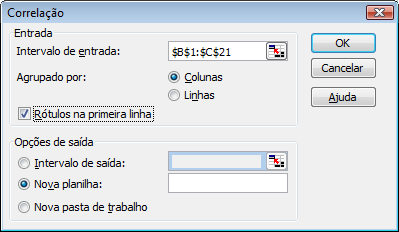 Correlação
Entrada
Intervalo de entrada:
$B$1:$C$21
OK
Cancelar
Agrupado por:
Colunas
Linhas
Ajuda
Rótulos na primeira linha
Opções de saída
Intervalo de saída:
Nova planilha:
Nova pasta de trabalho